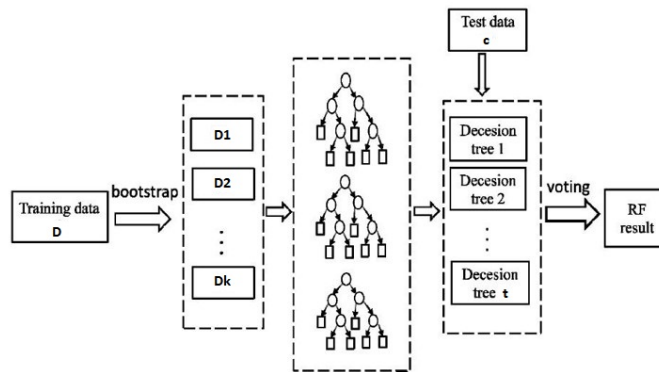 Training data
D
bootstrap
D1
D2
Dk
Test data
c
Decesion
tree 1
Decesion
tree 2
Decesion
tree t
voting
RF
result